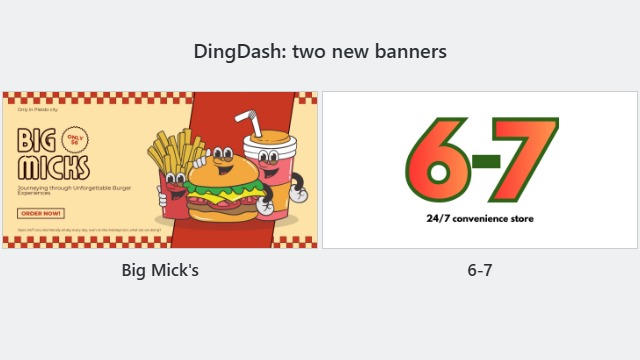 DingDash: two new banners
Only in Plendo city
BIG
MICKS
ONLY
$6
Journeying through Unforgettable Burger
Experiences.
ORDER NOW!
6-7
24/7 convenience store
Big Mick's
6-7